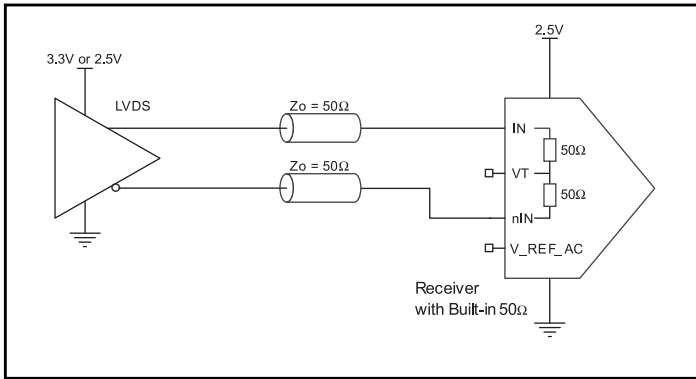 3.3V or 2.5V
LVDS
Zo = 50Ω
Zo = 50Ω
2.5V
IN
50Ω
VT
50Ω
nIN
V_REF_AC
Receiver
with Built-in 50Ω